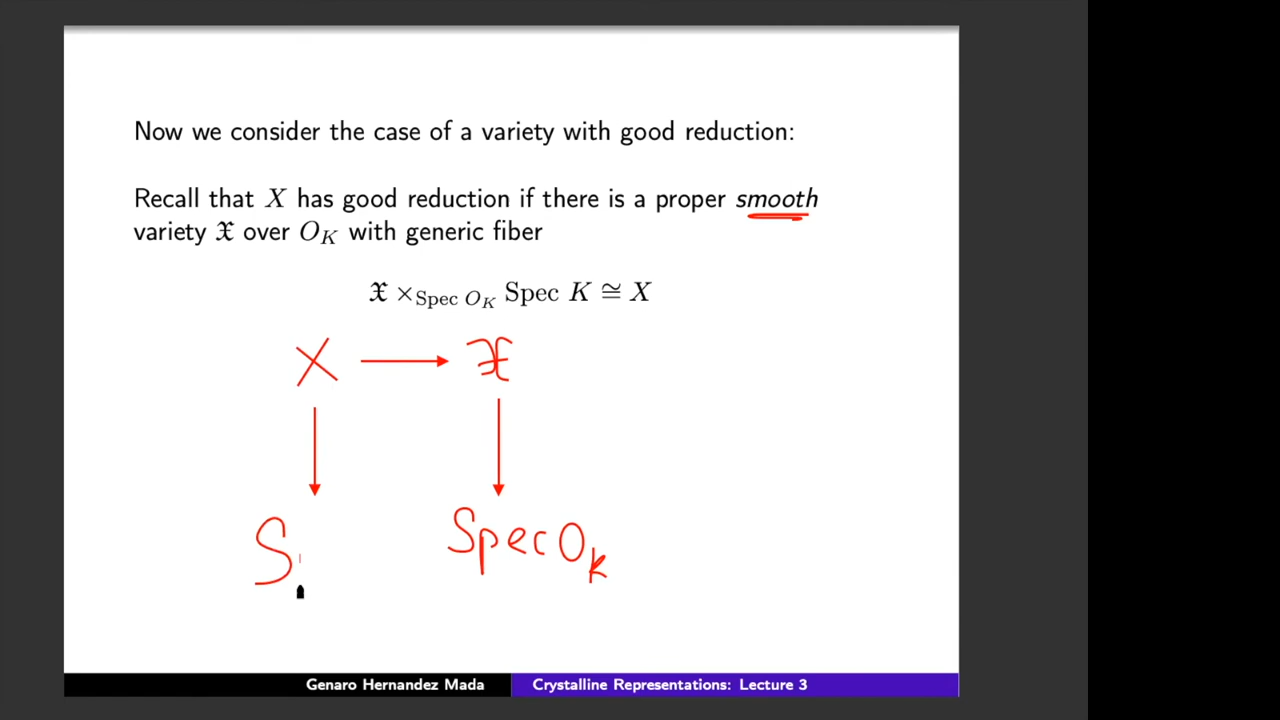 Now we consider the case of a variety with good reduction:
Recall that X has good reduction if there is a proper smooth
variety 𝔛 over O_K with generic fiber
𝔛 ×_{Spec O_K} Spec K ≅ X
X → 𝔛
↓ ↓
S Spec O_K
Genaro Hernandez Mada Crystalline Representations: Lecture 3